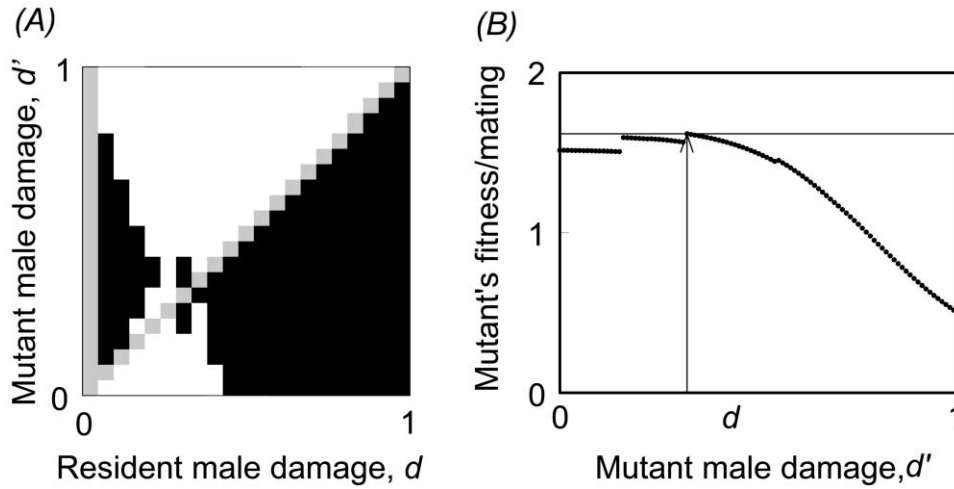 (A)
Mutant male damage, d’
1
0
0
1
Resident male damage, d
(B)
Mutant's fitness/mating
2
1
0
0
d
1
Mutant male damage,d'